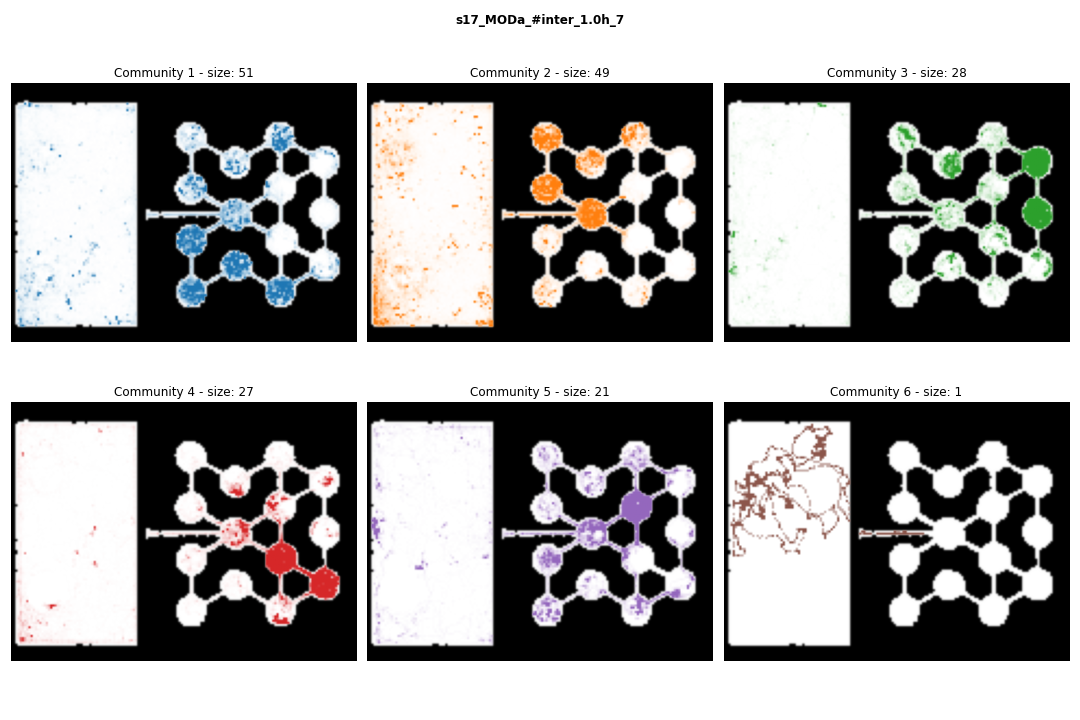 s17_MODa_#inter_1.0h_7
Community 1 - size: 51
Community 2 - size: 49
Community 3 - size: 28
Community 4 - size: 27
Community 5 - size: 21
Community 6 - size: 1